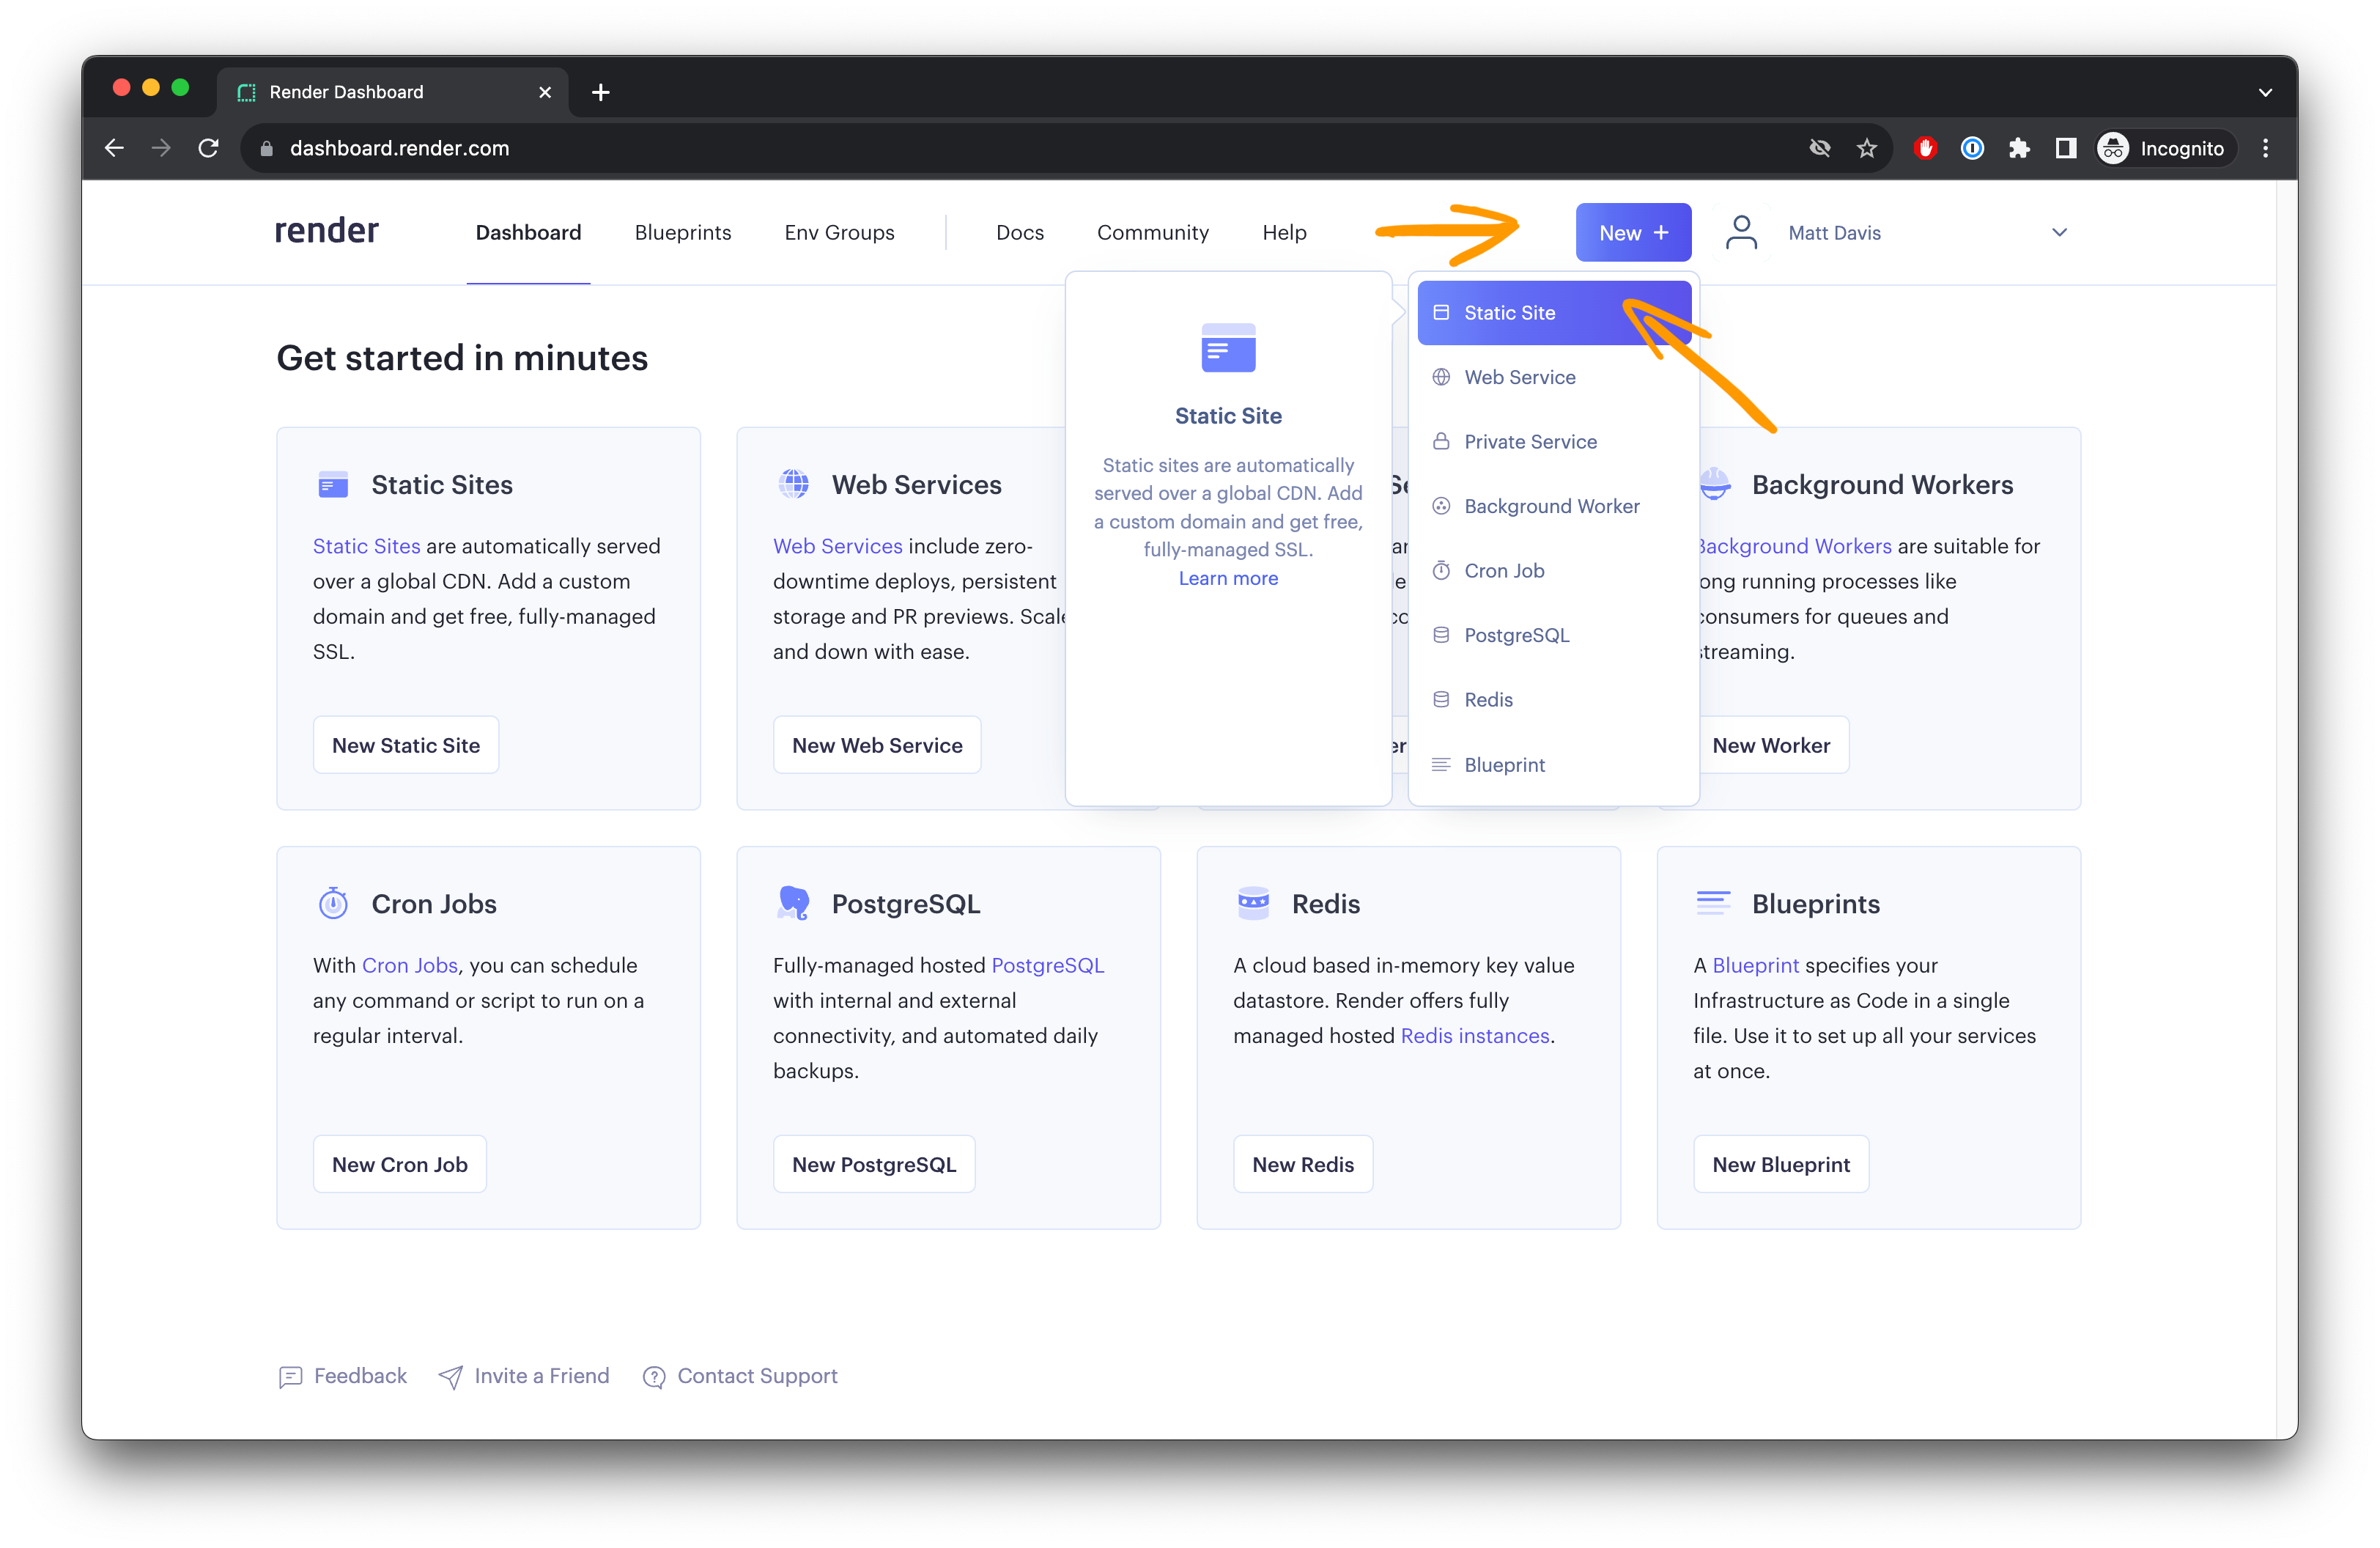 Render Dashboard
dashboard.render.com
Incognito
render
Dashboard
Blueprints
Env Groups
Docs
Community
Help
New +
Matt Davis
Static Site
Static sites are automatically
served over a global CDN. Add
a custom domain and get free,
fully-managed SSL.
Learn more
Static Site
Web Service
Private Service
Background Worker
Cron Job
PostgreSQL
Redis
Blueprint
Get started in minutes
Static Sites
Static Sites are automatically served
over a global CDN. Add a custom
domain and get free, fully-managed
SSL.
New Static Site
Web Services
Web Services include zero-
downtime deploys, persistent
storage and PR previews. Scale
and down with ease.
New Web Service
Background Workers
Background Workers are suitable for
long running processes like
consumers for queues and
streaming.
New Worker
Cron Jobs
With Cron Jobs, you can schedule
any command or script to run on a
regular interval.
New Cron Job
PostgreSQL
Fully-managed hosted PostgreSQL
with internal and external
connectivity, and automated daily
backups.
New PostgreSQL
Redis
A cloud based in-memory key value
datastore. Render offers fully
managed hosted Redis instances.
New Redis
Blueprints
A Blueprint specifies your
Infrastructure as Code in a single
file. Use it to set up all your services
at once.
New Blueprint
Feedback
Invite a Friend
Contact Support